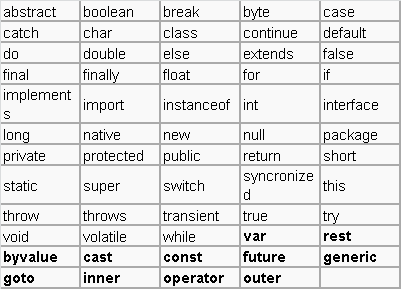 abstract boolean break byte case
catch char class continue default
do double else extends false
final finally float for if
implement
s import instanceof int interface
long native new null package
private protected public return short
static super switch syncronize
d this
throw throws transient true try
void volatile while var rest
byvalue cast const future generic
goto inner operator outer